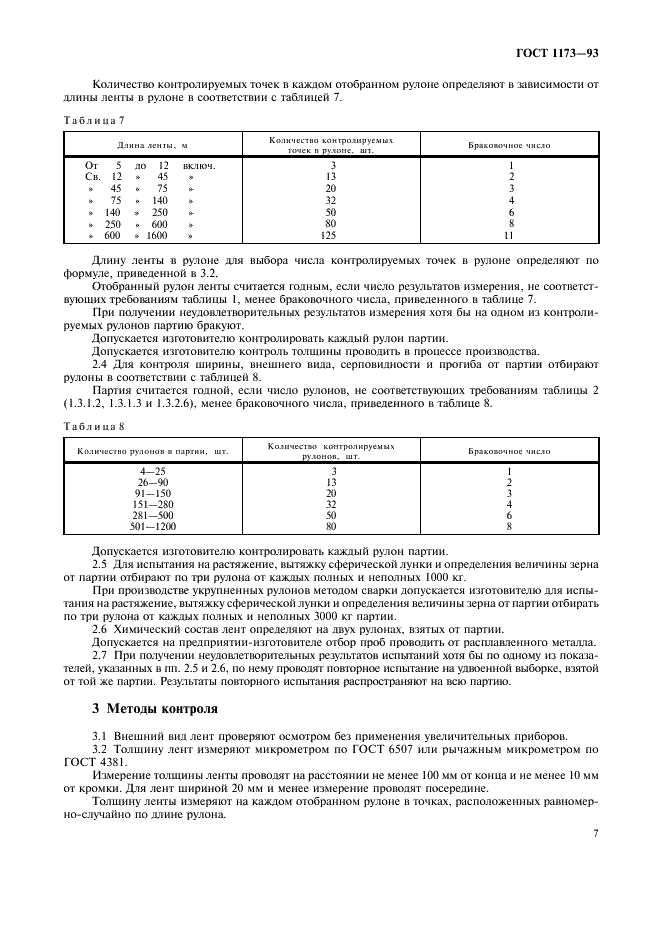 ГОСТ 1173—93
Количество контролируемых точек в каждом отобранном рулоне определяют в зависимости от
длины ленты в рулоне в соответствии с таблицей 7.
Таблица 7
Длина ленты, м
Количество контролируемых
точек в рулоне, шт.
Браковочное число
От 5 до 12 включ. 3 1
Св. 12 » 45 » 13 2
» 45 » 75 » 20 3
» 75 » 140 » 32 4
» 140 » 250 » 50 6
» 250 » 600 » 80 8
» 600 » 1600 » 125 11
Длину ленты в рулоне для выбора числа контролируемых точек в рулоне определяют по
формуле, приведенной в 3.2.
Отобранный рулон ленты считается годным, если число результатов измерения, не соответст-
вующих требованиям таблицы 1, менее браковочного числа, приведенного в таблице 7.
При получении неудовлетворительных результатов измерения хотя бы на одном из контроли-
руемых рулонов партию бракуют.
Допускается изготовителю контролировать каждый рулон партии.
Допускается изготовителю контроль толщины проводить в процессе производства.
2.4 Для контроля ширины, внешнего вида, серповидности и прогиба от партии отбирают
рулоны в соответствии с таблицей 8.
Партия считается годной, если число рулонов, не соответствующих требованиям таблицы 2
(1.3.1.2, 1.3.1.3 и 1.3.2.6), менее браковочного числа, приведенного в таблице 8.
Таблица 8
Количество рулонов в партии, шт.
Количество контролируемых
рулонов, шт.
Браковочное число
4—25 3 1
26—90 13 2
91—150 20 3
151—280 32 4
281—500 50 6
501—1200 80 8
Допускается изготовителю контролировать каждый рулон партии.
2.5 Для испытания на растяжение, вытяжку сферической лунки и определения величины зерна
от партии отбирают по три рулона от каждых полных и неполных 1000 кг.
При производстве укрупненных рулонов методом сварки допускается изготовителю для испы-
тания на растяжение, вытяжку сферической лунки и определения величины зерна от партии отбирать
по три рулона от каждых полных и неполных 3000 кг партии.
2.6 Химический состав лент определяют на двух рулонах, взятых от партии.
Допускается на предприятии-изготовителе отбор проб проводить от расплавленного металла.
2.7 При получении неудовлетворительных результатов испытаний хотя бы по одному из показа-
телей, указанных в пп. 2.5 и 2.6, по нему проводят повторное испытание на удвоенной выборке, взятой
от той же партии. Результаты повторного испытания распространяют на всю партию.
3 Методы контроля
3.1 Внешний вид лент проверяют осмотром без применения увеличительных приборов.
3.2 Толщину лент измеряют микрометром по ГОСТ 6507 или рычажным микрометром по
ГОСТ 4381.
Измерение толщины ленты проводят на расстоянии не менее 100 мм от конца и не менее 10 мм
от кромки. Для лент шириной 20 мм и менее измерение проводят посередине.
Толщину ленты измеряют на каждом отобранном рулоне в точках, расположенных равномер-
но-случайно по длине рулона.
7